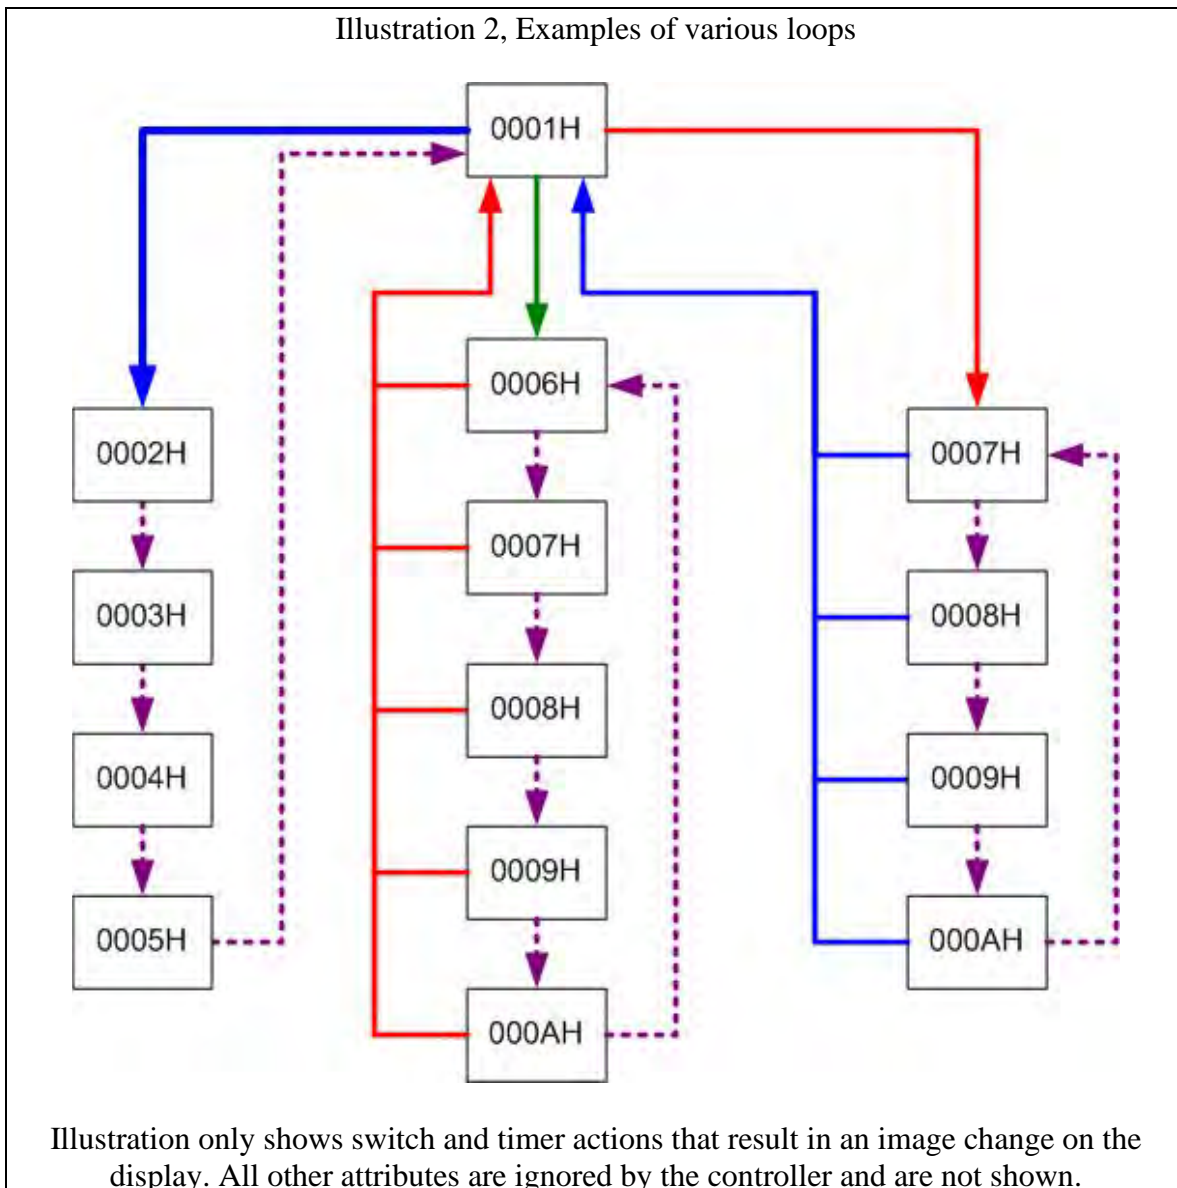 Illustration 2, Examples of various loops
0001H
0002H
0003H
0004H
0005H
0006H
0007H
0008H
0009H
000AH
0007H
0008H
0009H
000AH
Illustration only shows switch and timer actions that result in an image change on the
display. All other attributes are ignored by the controller and are not shown.